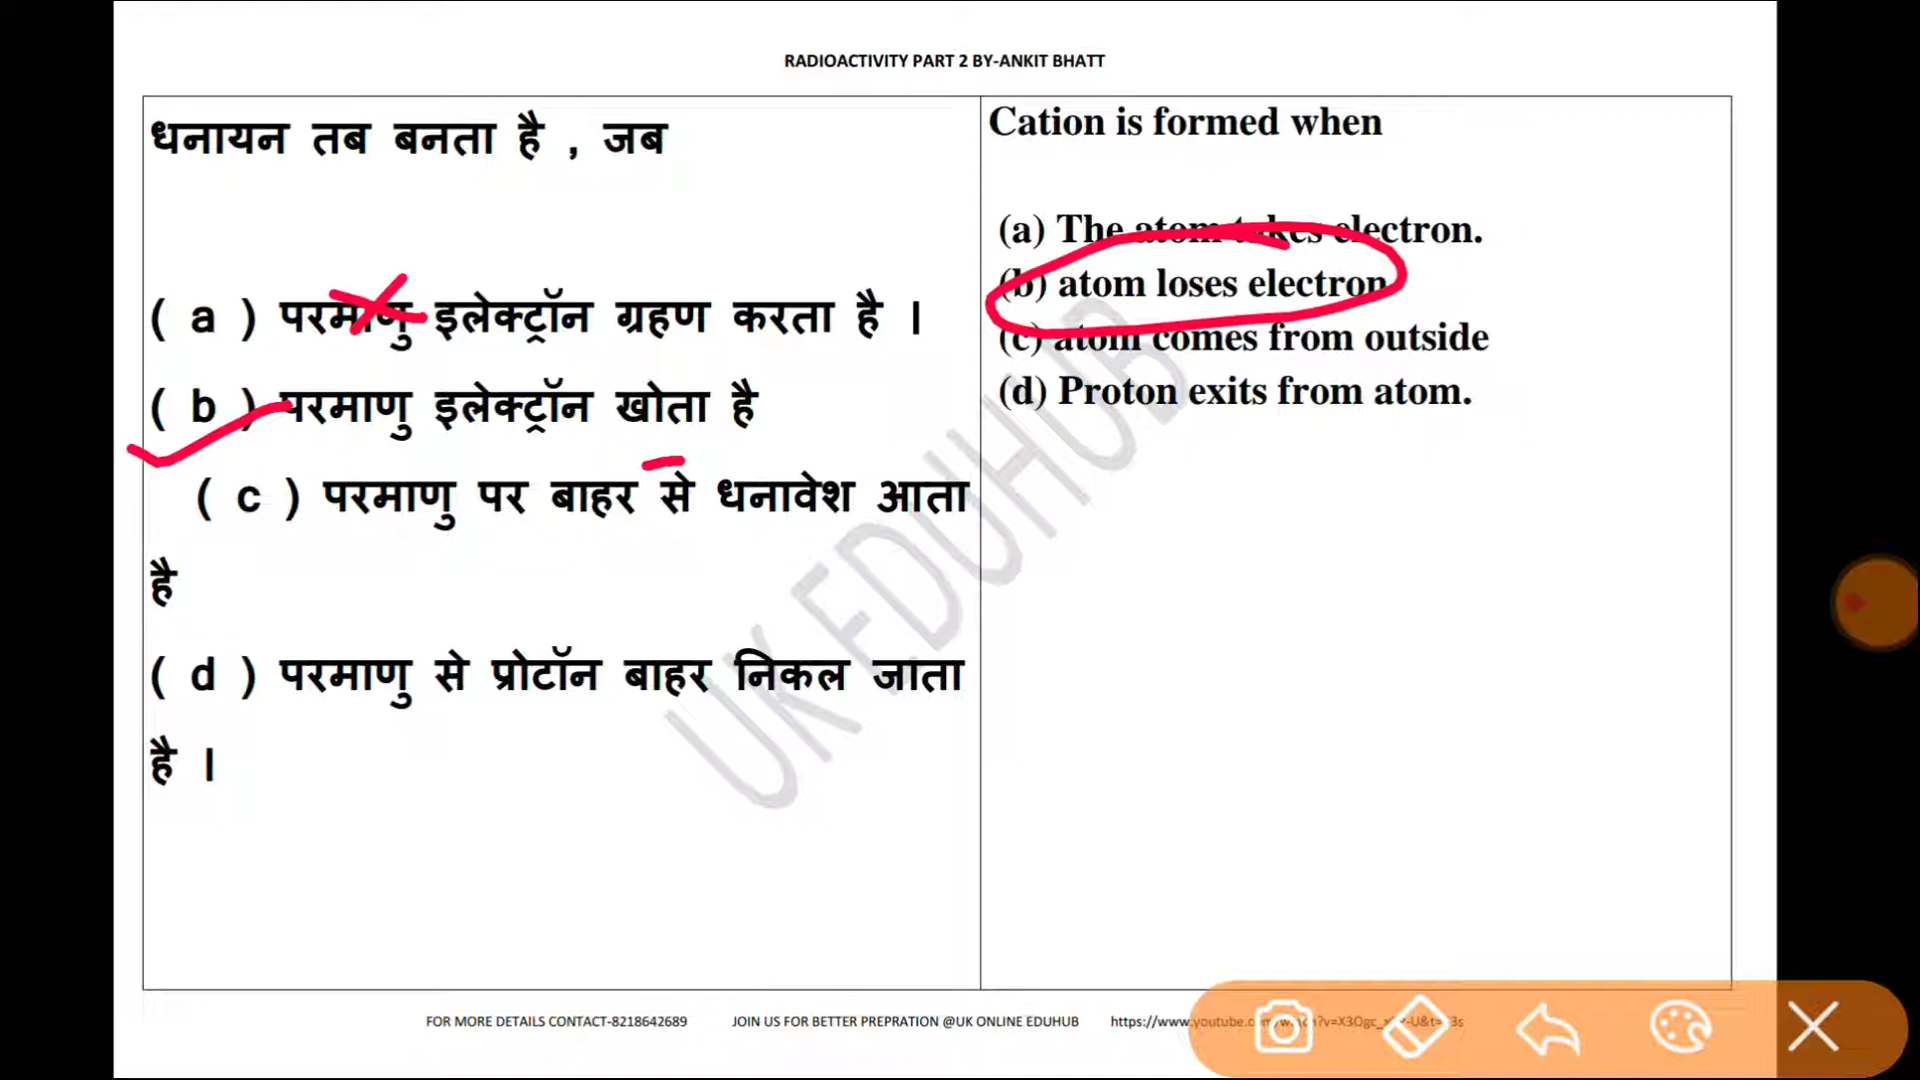 RADIOACTIVITY PART 2 BY-ANKIT BHATT
धनायन तब बनता है , जब
( a ) परमाणु इलेक्ट्रॉन ग्रहण करता है ।
( b ) परमाणु इलेक्ट्रॉन खोता है
( c ) परमाणु पर बाहर से धनावेश आता
है
( d ) परमाणु से प्रोटॉन बाहर निकल जाता
है ।
Cation is formed when
(a) The atom takes electron.
(b) atom loses electron
(c) atom comes from outside
(d) Proton exits from atom.
UK EDUHUB
FOR MORE DETAILS CONTACT-8218642689 JOIN US FOR BETTER PREPRATION @UK ONLINE EDUHUB